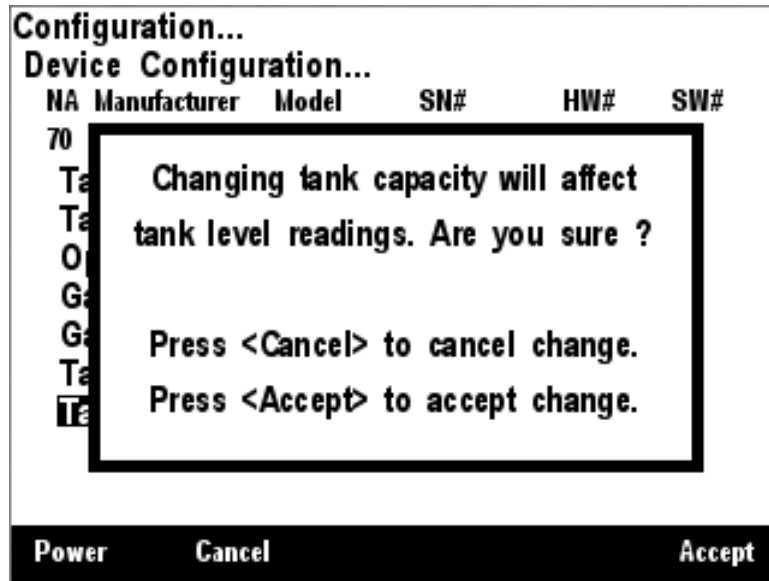 Configuration...
Device Configuration...
NA Manufacturer Model SN# HW# SW#
70
Changing tank capacity will affect
tank level readings. Are you sure ?
Press <Cancel> to cancel change.
Press <Accept> to accept change.
Power Cancel Accept